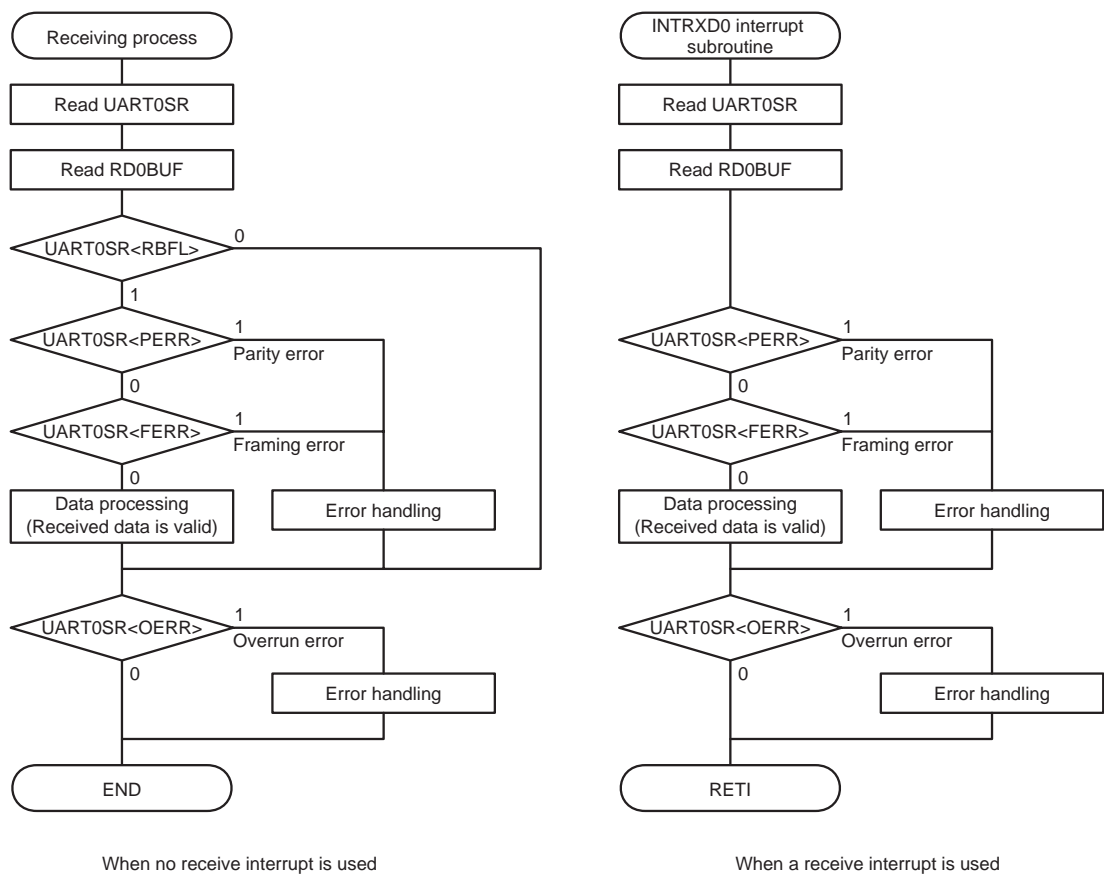 Receiving process
Read UART0SR
Read RD0BUF
UART0SR<RBFL>
0
1
UART0SR<PERR>
1
Parity error
0
UART0SR<FERR>
1
Framing error
0
Data processing
(Received data is valid)
Error handling
UART0SR<OERR>
1
Overrun error
0
Error handling
END
When no receive interrupt is used
INTRXD0 interrupt
subroutine
Read UART0SR
Read RD0BUF
UART0SR<PERR>
1
Parity error
0
UART0SR<FERR>
1
Framing error
0
Data processing
(Received data is valid)
Error handling
UART0SR<OERR>
1
Overrun error
0
Error handling
RETI
When a receive interrupt is used